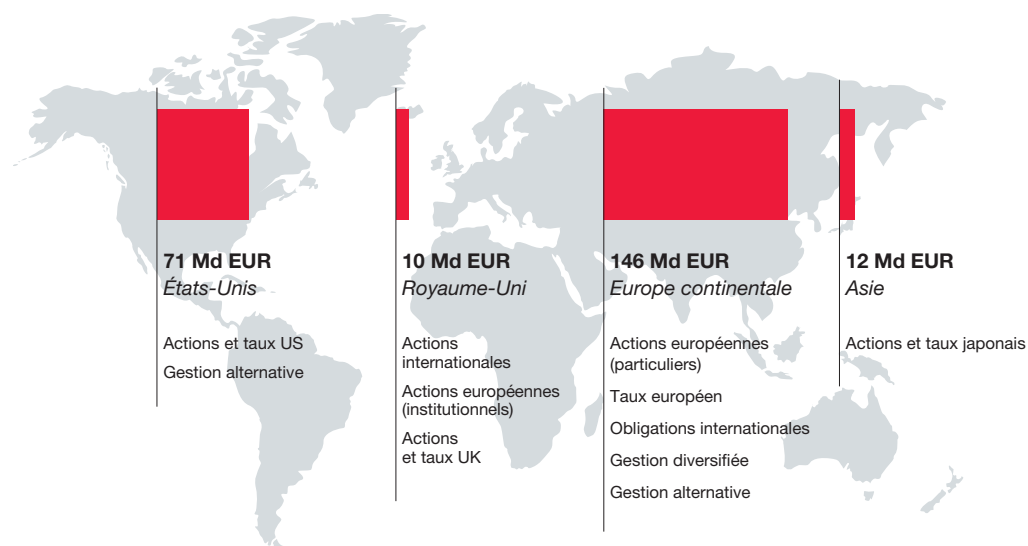 71 Md EUR
États-Unis
Actions et taux US
Gestion alternative
10 Md EUR
Royaume-Uni
Actions
internationales
Actions européennes
(institutionnels)
Actions
et taux UK
146 Md EUR
Europe continentale
Actions européennes
(particuliers)
Taux européen
Obligations internationales
Gestion diversifiée
Gestion alternative
12 Md EUR
Asie
Actions et taux japonais